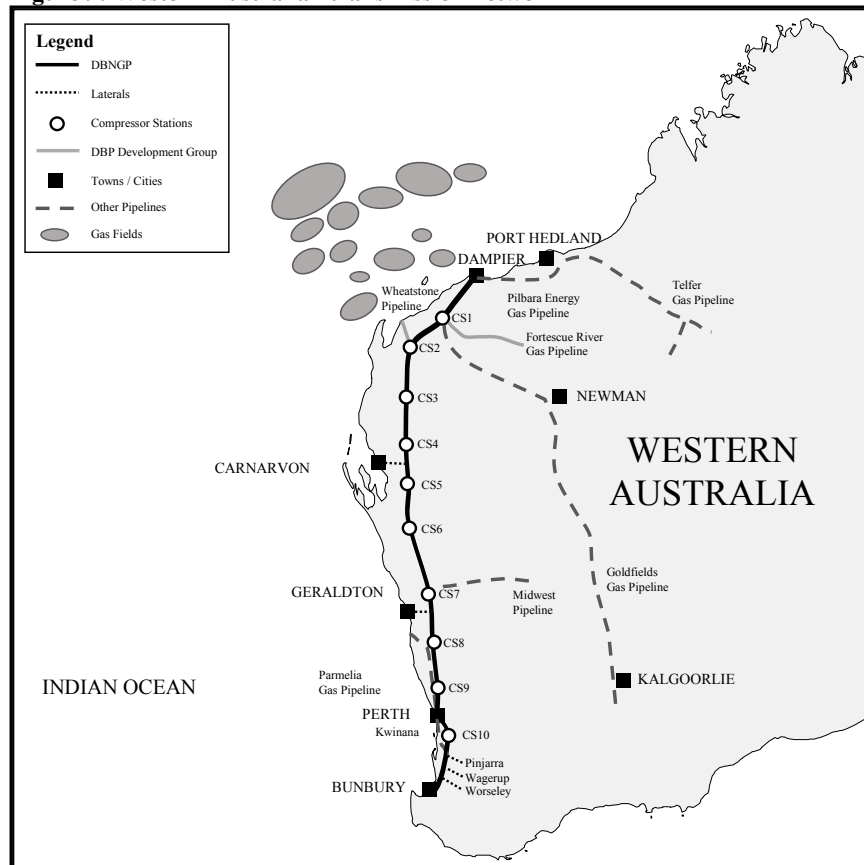 Legend
DBNGP
Laterals
Compressor Stations
DBP Development Group
Towns / Cities
Other Pipelines
Gas Fields
PORT HEDLAND
DAMPIER
Wheatstone
Pipeline
Pilbara Energy
Gas Pipeline
Telfer
Gas Pipeline
CS1
Fortescue River
Gas Pipeline
CS2
CS3
NEWMAN
CS4
WESTERN
AUSTRALIA
CARNARVON
CS5
CS6
Goldfields
Gas Pipeline
GERALDTON
CS7
Midwest
Pipeline
CS8
Parmelia
Gas Pipeline
INDIAN OCEAN
CS9
KALGOORLIE
PERTH
Kwinana
CS10
Pinjarra
Wagerup
BUNBURY
Worseley